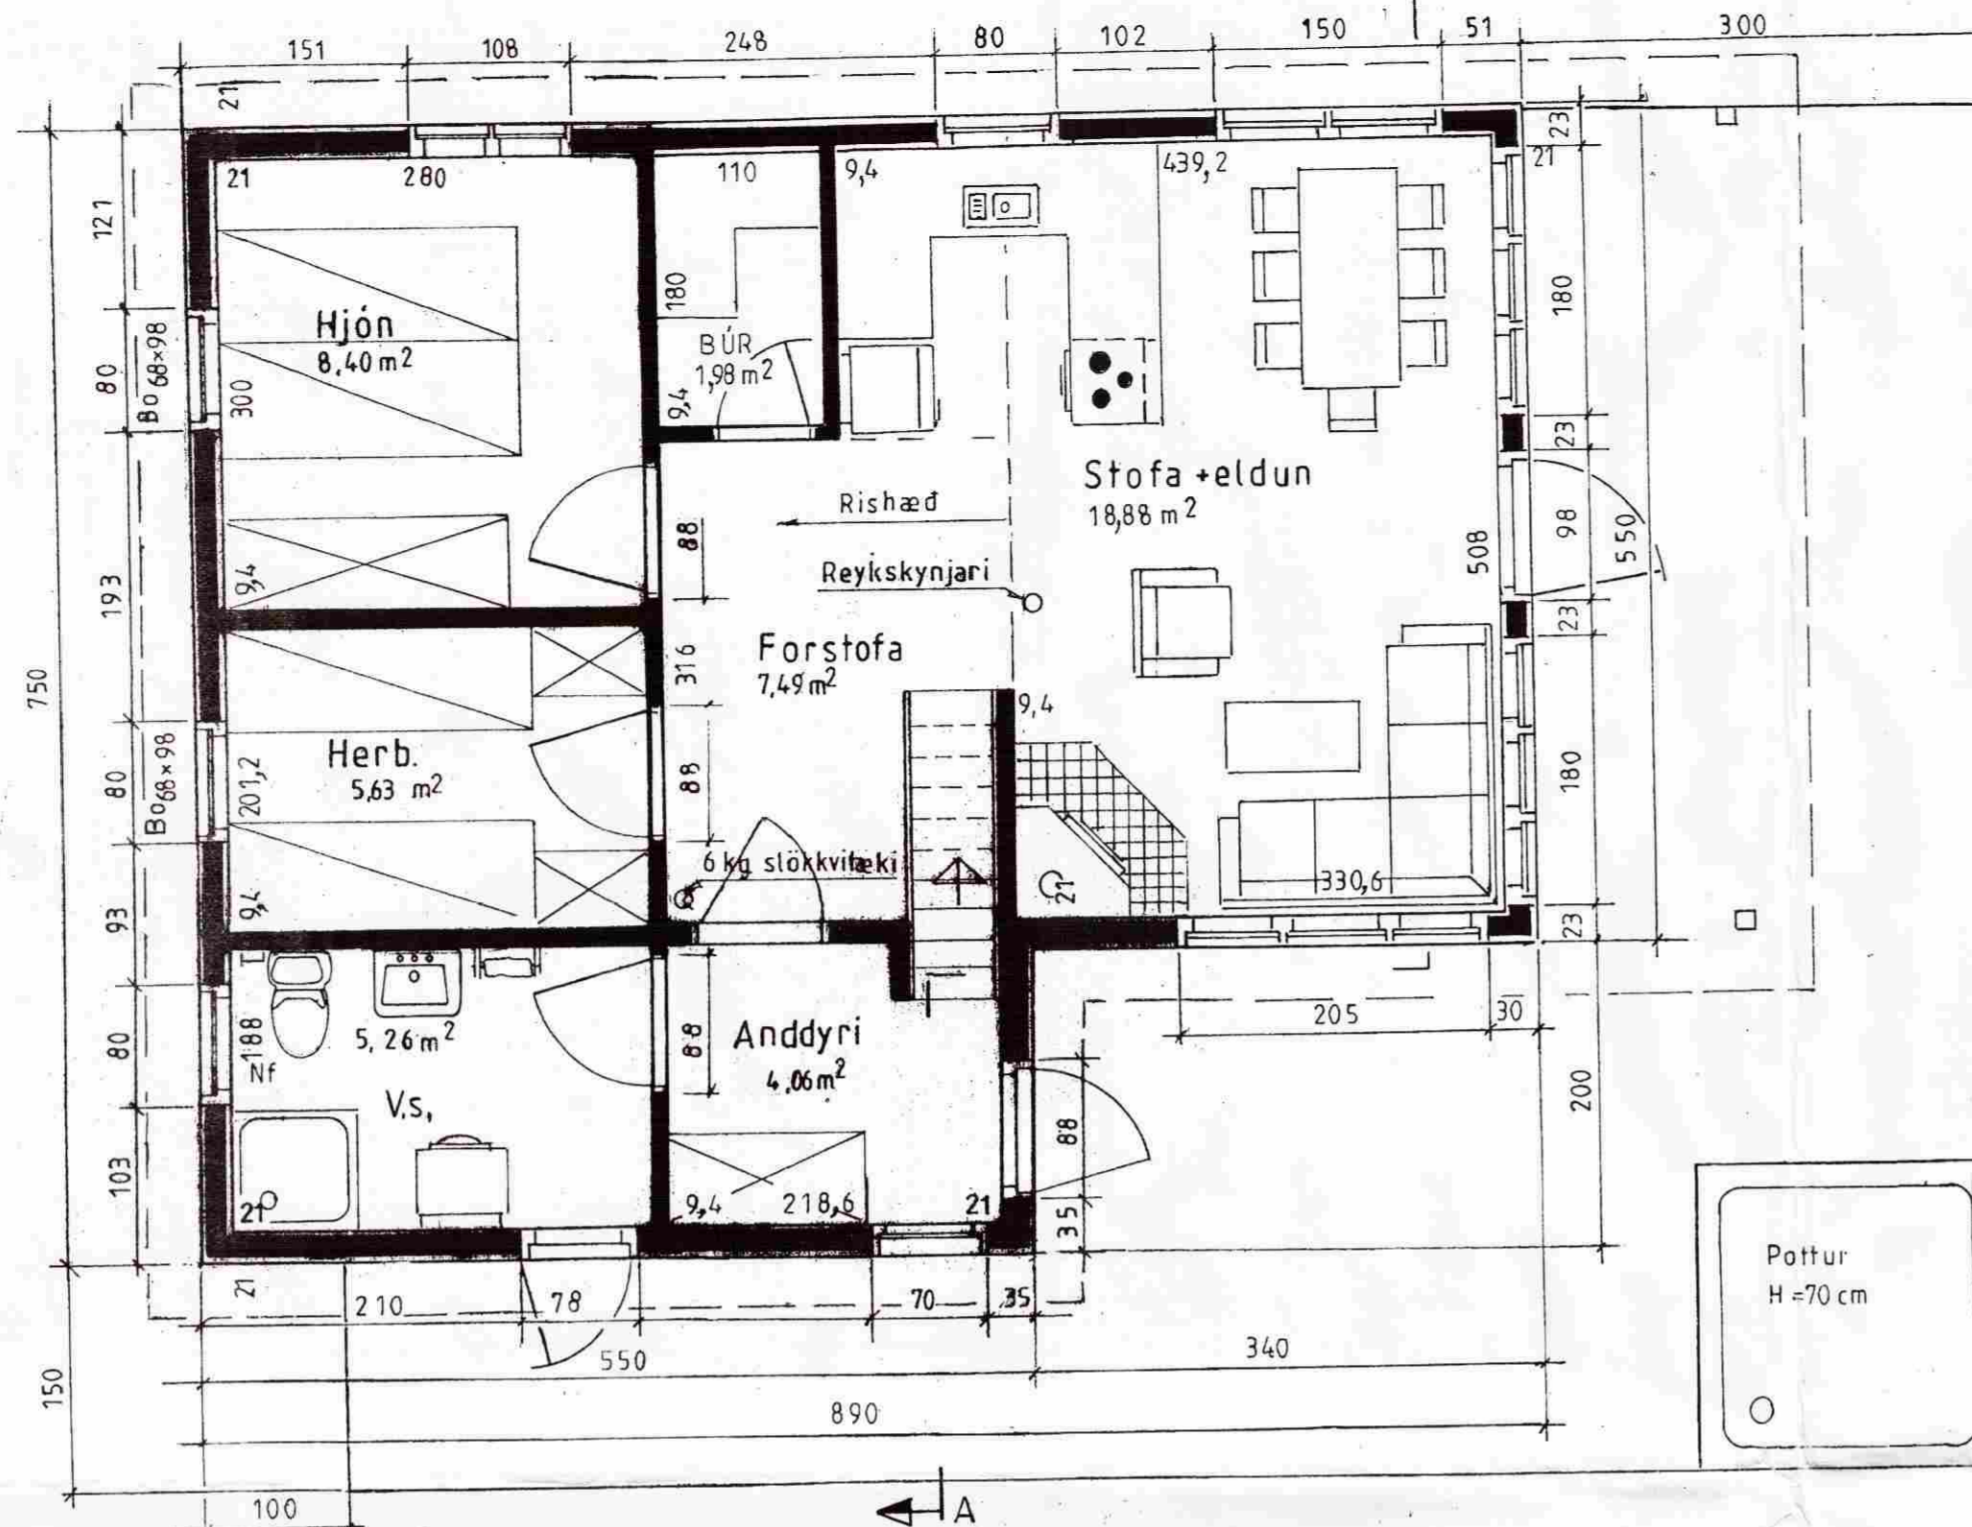 151
108
248
80
102
150
51
300
21
21
280
110
9,4
439,2
23
21
121
Hjón
8,40 m2
180
BÚR
1,98 m2
9,4
180
80
Bo 68×98
300
23
Stofa +eldun
18,88 m2
Rishæð
88
508
98
550
9,4
Reykskynjari
193
23
Forstofa
7,49 m2
316
9,4
750
Herb.
5,63 m2
201,2
80
Bo 68×98
88
180
6 kg slökkvitæki
21
330,6
9,4
93
23
188
5,26 m2
88
Anddyri
4,06 m2
205
30
80
Nf
V.s,
88
200
103
21
9,4
218,6
21
35
Pottur
H =70 cm
21
210
78
70
35
550
340
150
890
100
A